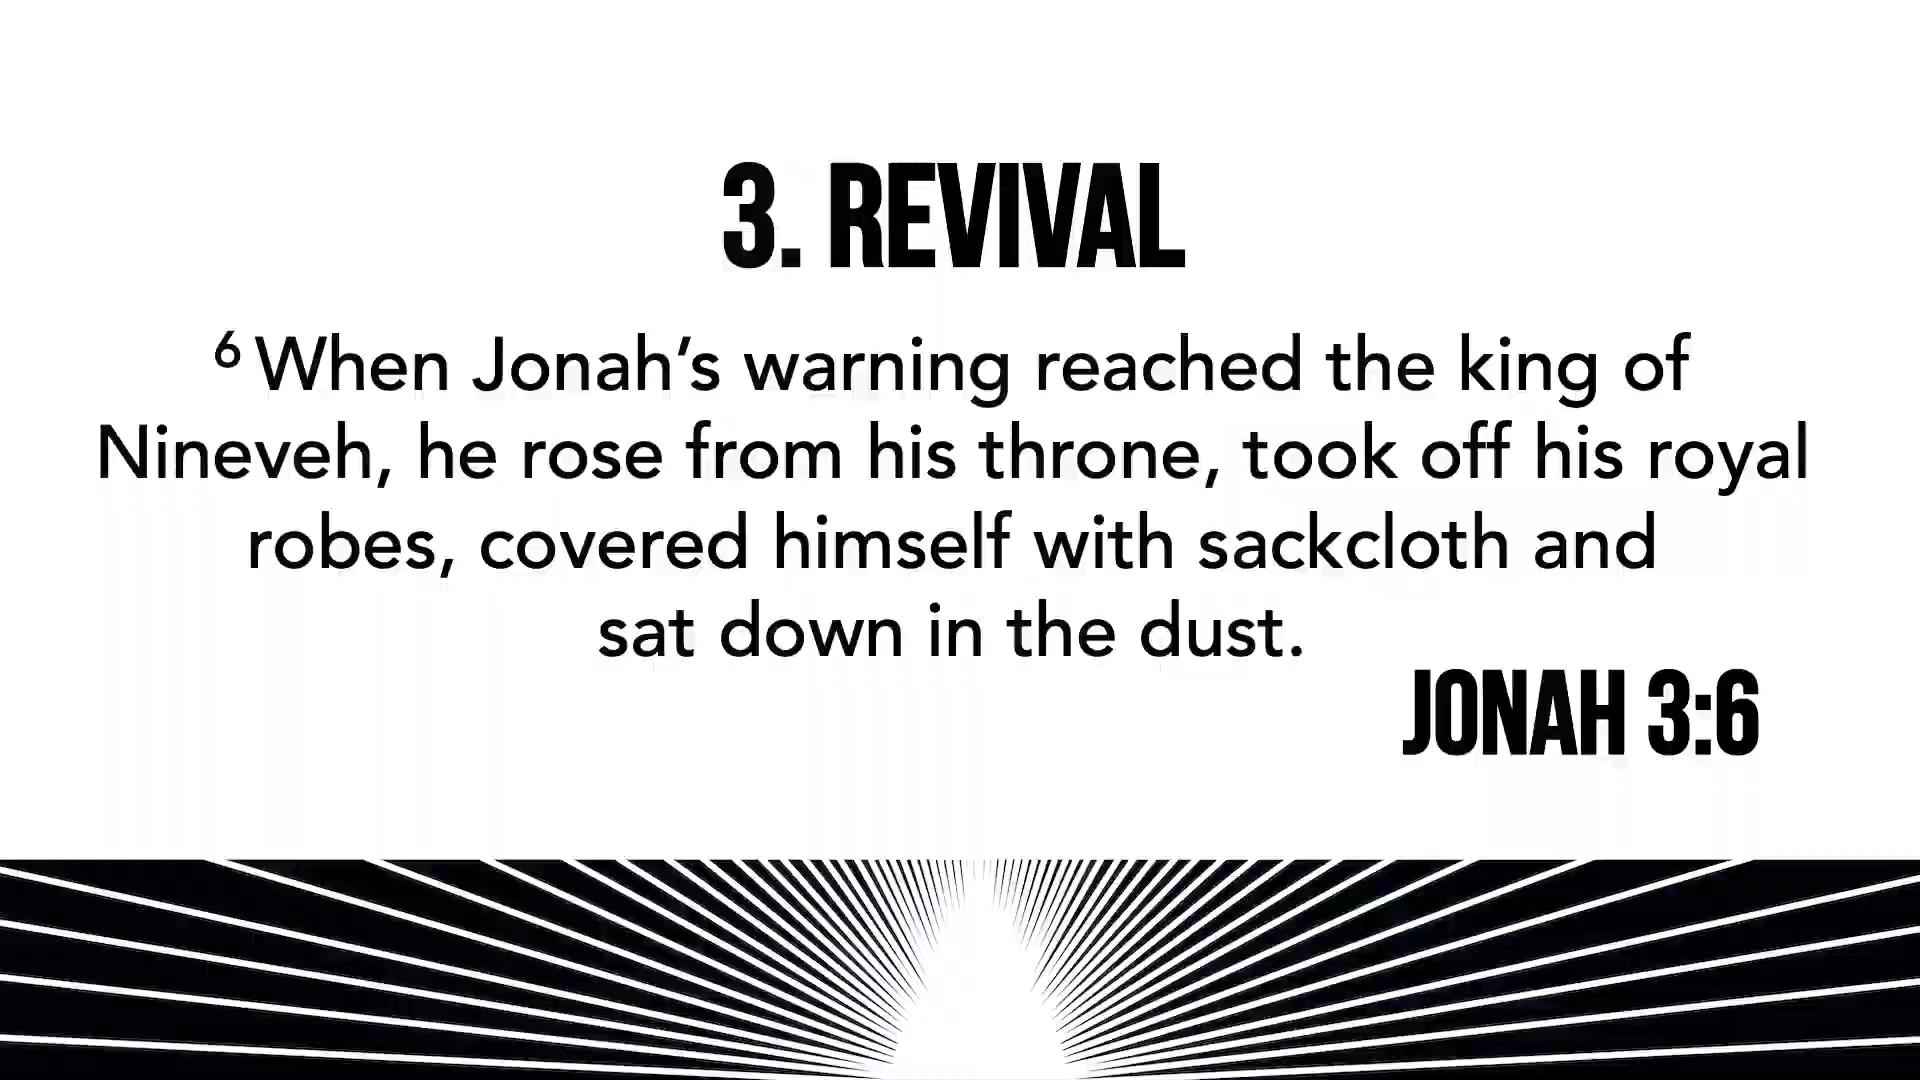 3. REVIVAL
⁶ When Jonah’s warning reached the king of
Nineveh, he rose from his throne, took off his royal
robes, covered himself with sackcloth and
sat down in the dust.
JONAH 3:6